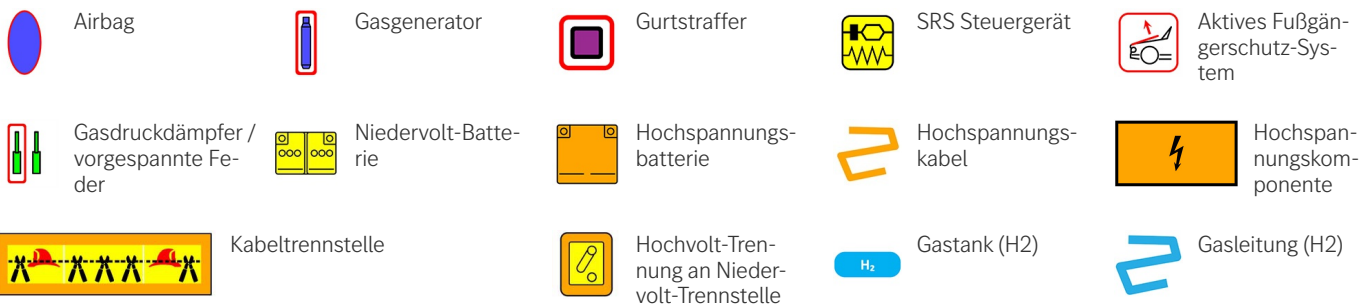 Airbag
Gasgenerator
Gurtstraffer
SRS Steuergerät
Aktives Fußgän-
gerschutz-Sys-
tem
Gasdruckdämpfer /
vorgespannte Fe-
der
Niedervolt-Batte-
rie
Hochspannungs-
batterie
Hochspannungs-
kabel
Hochspan-
nungskom-
ponente
Kabeltrennstelle
Hochvolt-Tren-
nung an Nieder-
volt-Trennstelle
H₂
Gastank (H2)
Gasleitung (H2)